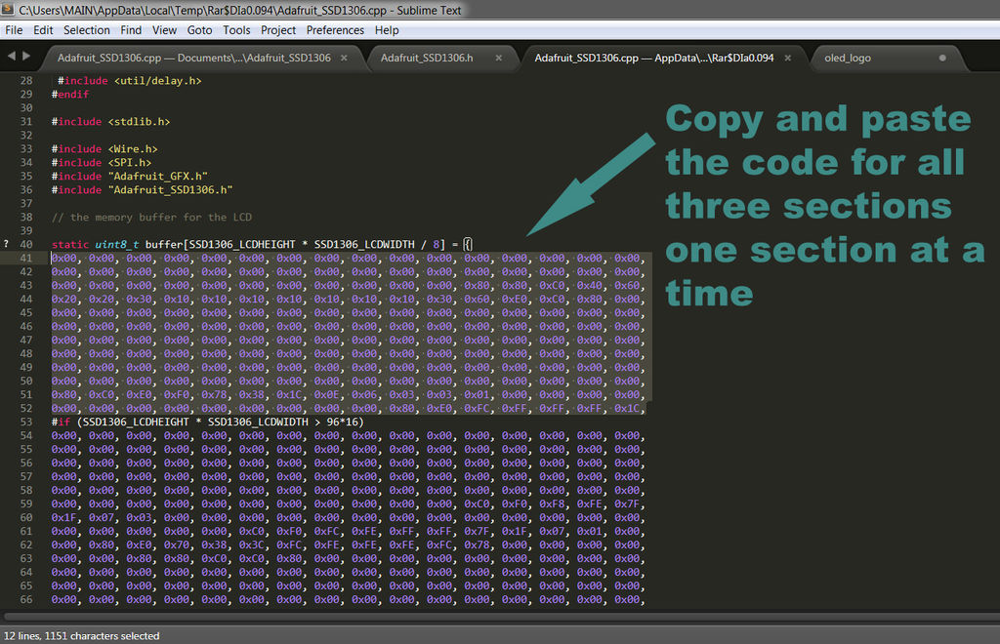 C:\Users\MAIN\AppData\Local\Temp\Rar$DIa0.094\Adafruit_SSD1306.cpp - Sublime Text
File Edit Selection Find View Goto Tools Project Preferences Help
Adafruit_SSD1306.cpp — Documents\...\Adafruit_SSD1306 Adafruit_SSD1306.h Adafruit_SSD1306.cpp — AppData\...\Rar$DIa0.094 oled_logo
28 #include <util/delay.h>
29 #endif
30
31 #include <stdlib.h>
32
33 #include <Wire.h>
34 #include <SPI.h>
35 #include "Adafruit_GFX.h"
36 #include "Adafruit_SSD1306.h"
37
38 // the memory buffer for the LCD
39
? 40 static uint8_t buffer[SSD1306_LCDHEIGHT * SSD1306_LCDWIDTH / 8] = {
41 0x00, 0x00, 0x00, 0x00, 0x00, 0x00, 0x00, 0x00, 0x00, 0x00, 0x00, 0x00, 0x00, 0x00, 0x00, 0x00,
42 0x00, 0x00, 0x00, 0x00, 0x00, 0x00, 0x00, 0x00, 0x00, 0x00, 0x00, 0x00, 0x00, 0x00, 0x00, 0x00,
43 0x00, 0x00, 0x00, 0x00, 0x00, 0x00, 0x00, 0x00, 0x00, 0x00, 0x00, 0x80, 0x80, 0xC0, 0x40, 0x60,
44 0x20, 0x20, 0x30, 0x10, 0x10, 0x10, 0x10, 0x10, 0x10, 0x10, 0x30, 0x60, 0xE0, 0xC0, 0x80, 0x00,
45 0x00, 0x00, 0x00, 0x00, 0x00, 0x00, 0x00, 0x00, 0x00, 0x00, 0x00, 0x00, 0x00, 0x00, 0x00, 0x00,
46 0x00, 0x00, 0x00, 0x00, 0x00, 0x00, 0x00, 0x00, 0x00, 0x00, 0x00, 0x00, 0x00, 0x00, 0x00, 0x00,
47 0x00, 0x00, 0x00, 0x00, 0x00, 0x00, 0x00, 0x00, 0x00, 0x00, 0x00, 0x00, 0x00, 0x00, 0x00, 0x00,
48 0x00, 0x00, 0x00, 0x00, 0x00, 0x00, 0x00, 0x00, 0x00, 0x00, 0x00, 0x00, 0x00, 0x00, 0x00, 0x00,
49 0x00, 0x00, 0x00, 0x00, 0x00, 0x00, 0x00, 0x00, 0x00, 0x00, 0x00, 0x00, 0x00, 0x00, 0x00, 0x00,
50 0x00, 0x00, 0x00, 0x00, 0x00, 0x00, 0x00, 0x00, 0x00, 0x00, 0x00, 0x00, 0x00, 0x00, 0x00, 0x00,
51 0x80, 0xC0, 0xE0, 0xF0, 0x78, 0x38, 0x1C, 0x0E, 0x06, 0x03, 0x03, 0x01, 0x00, 0x00, 0x00, 0x00,
52 0x00, 0x00, 0x00, 0x00, 0x00, 0x00, 0x00, 0x00, 0x00, 0x80, 0xE0, 0xFC, 0xFF, 0xFF, 0xFF, 0x1C,
53 #if (SSD1306_LCDHEIGHT * SSD1306_LCDWIDTH > 96*16)
54 0x00, 0x00, 0x00, 0x00, 0x00, 0x00, 0x00, 0x00, 0x00, 0x00, 0x00, 0x00, 0x00, 0x00, 0x00, 0x00,
55 0x00, 0x00, 0x00, 0x00, 0x00, 0x00, 0x00, 0x00, 0x00, 0x00, 0x00, 0x00, 0x00, 0x00, 0x00, 0x00,
56 0x00, 0x00, 0x00, 0x00, 0x00, 0x00, 0x00, 0x00, 0x00, 0x00, 0x00, 0x00, 0x00, 0x00, 0x00, 0x00,
57 0x00, 0x00, 0x00, 0x00, 0x00, 0x00, 0x00, 0x00, 0x00, 0x00, 0x00, 0x00, 0x00, 0x00, 0x00, 0x00,
58 0x00, 0x00, 0x00, 0x00, 0x00, 0x00, 0x00, 0x00, 0x00, 0x00, 0x00, 0x00, 0x00, 0x00, 0x00, 0x00,
59 0x00, 0x00, 0x00, 0x00, 0x00, 0x00, 0x00, 0x00, 0x00, 0x00, 0x00, 0xC0, 0xF0, 0xF8, 0xFE, 0x7F,
60 0x1F, 0x07, 0x03, 0x00, 0x00, 0x00, 0x00, 0x00, 0x00, 0x00, 0x00, 0x00, 0x00, 0x00, 0x00, 0x00,
61 0x00, 0x00, 0x00, 0x00, 0x00, 0xC0, 0xF0, 0xFC, 0xFE, 0xFF, 0xFF, 0x7F, 0x1F, 0x07, 0x01, 0x00,
62 0x00, 0x80, 0xE0, 0x70, 0x38, 0x3C, 0xFC, 0xFE, 0xFE, 0xFE, 0xFC, 0x78, 0x00, 0x00, 0x00, 0x00,
63 0x00, 0x00, 0x80, 0x80, 0xC0, 0xC0, 0x80, 0x00, 0x00, 0x00, 0x00, 0x00, 0x00, 0x00, 0x00, 0x00,
64 0x00, 0x00, 0x00, 0x00, 0x00, 0x00, 0x00, 0x00, 0x00, 0x00, 0x00, 0x00, 0x00, 0x00, 0x00, 0x00,
65 0x00, 0x00, 0x00, 0x00, 0x00, 0x00, 0x00, 0x00, 0x00, 0x00, 0x00, 0x00, 0x00, 0x00, 0x00, 0x00,
66 0x00, 0x00, 0x00, 0x00, 0x00, 0x00, 0x00, 0x00, 0x00, 0x00, 0x00, 0x00, 0x00, 0x00, 0x00, 0x00,
Copy and paste
the code for all
three sections
one section at a
time
12 lines, 1151 characters selected